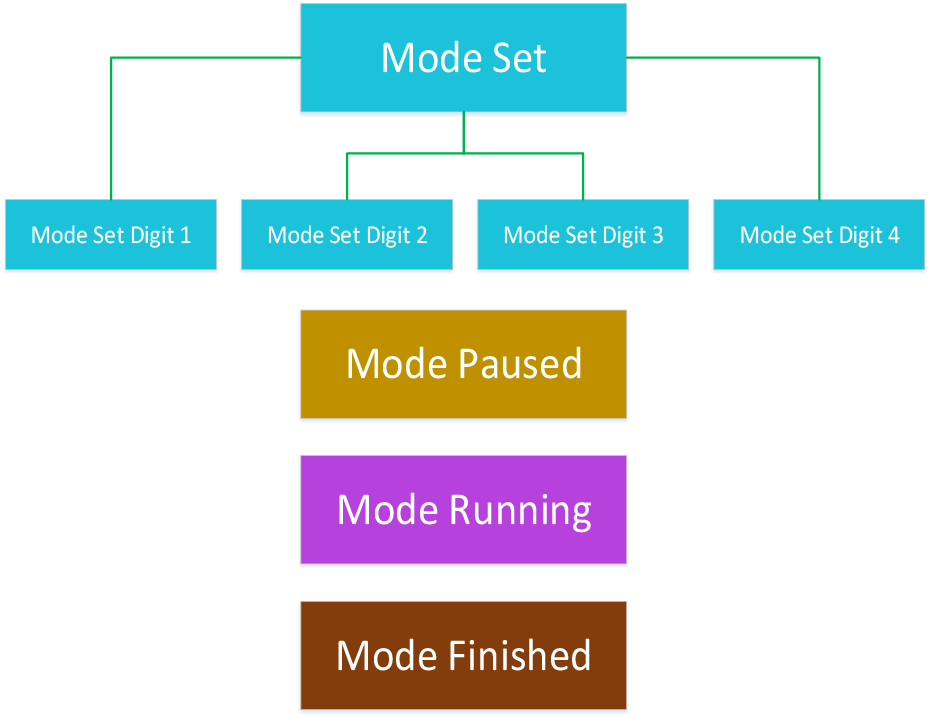 Mode Set
Mode Set Digit 1
Mode Set Digit 2
Mode Set Digit 3
Mode Set Digit 4
Mode Paused
Mode Running
Mode Finished